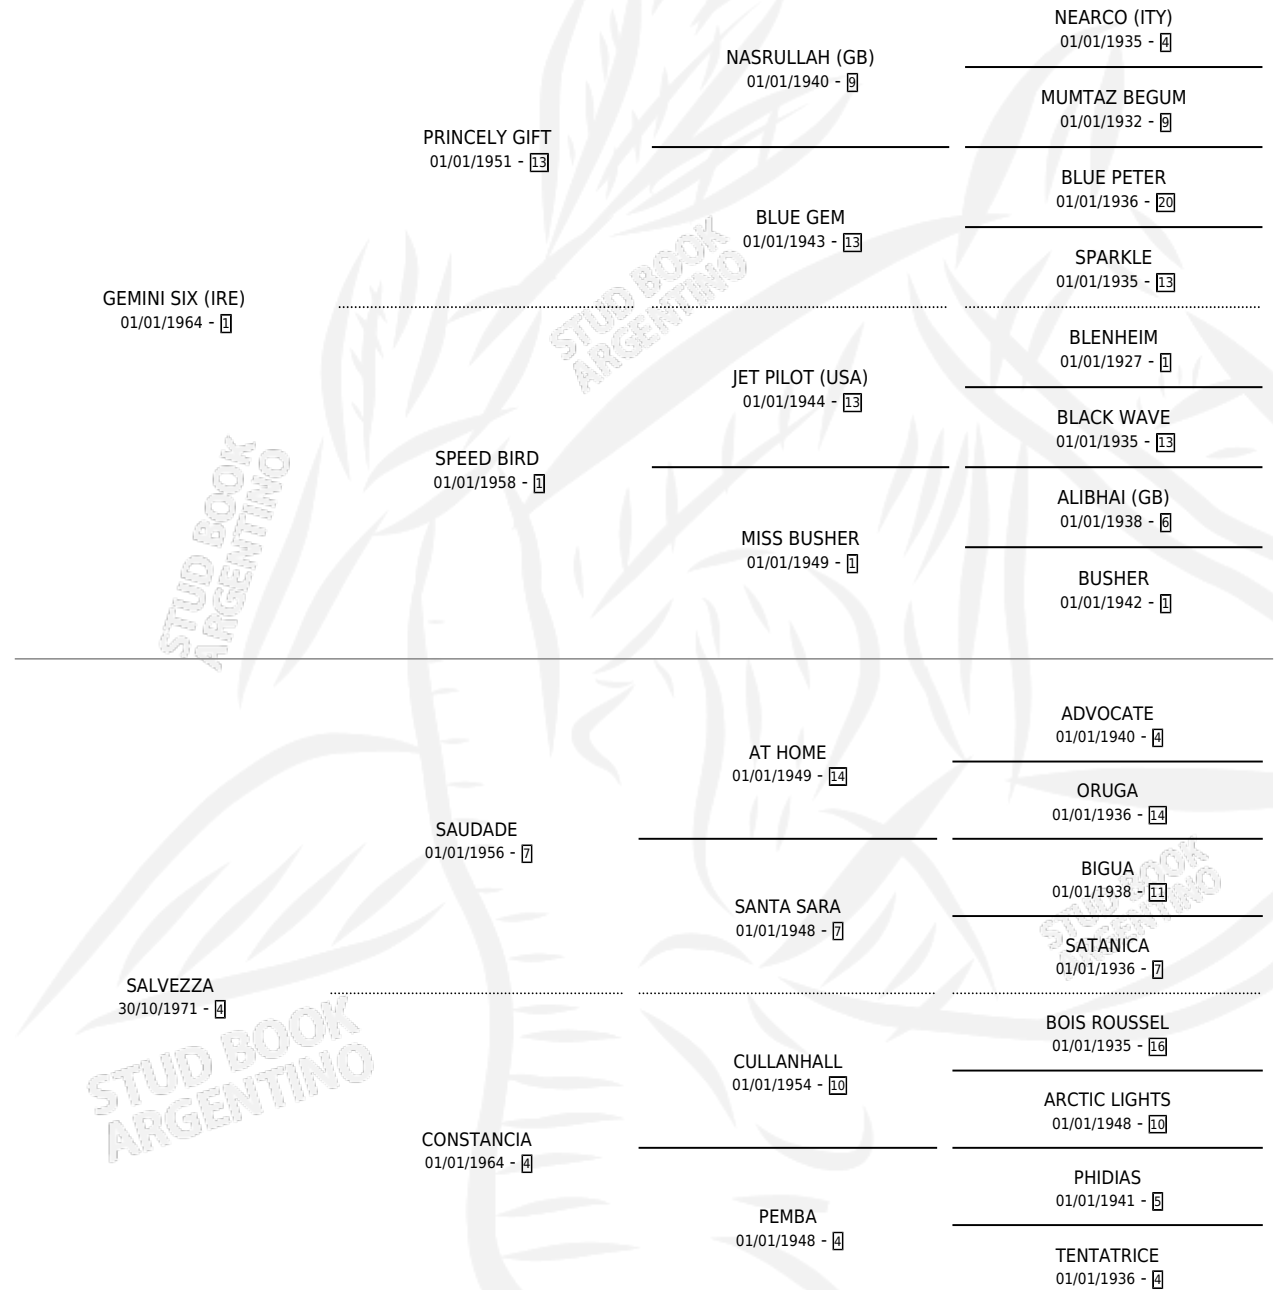 NEARCO (ITY)
01/01/1935 - 4
NASRULLAH (GB)
01/01/1940 - 9
MUMTAZ BEGUM
01/01/1932 - 9
PRINCELY GIFT
01/01/1951 - 13
BLUE PETER
01/01/1936 - 20
BLUE GEM
01/01/1943 - 13
SPARKLE
01/01/1935 - 13
GEMINI SIX (IRE)
01/01/1964 - 1
BLENHEIM
01/01/1927 - 1
JET PILOT (USA)
01/01/1944 - 13
BLACK WAVE
01/01/1935 - 13
SPEED BIRD
01/01/1958 - 1
ALIBHAI (GB)
01/01/1938 - 6
MISS BUSHER
01/01/1949 - 1
BUSHER
01/01/1942 - 1
ADVOCATE
01/01/1940 - 4
AT HOME
01/01/1949 - 14
ORUGA
01/01/1936 - 14
SAUDADE
01/01/1956 - 7
BIGUA
01/01/1938 - 11
SANTA SARA
01/01/1948 - 7
SATANICA
01/01/1936 - 7
SALVEZZA
30/10/1971 - 4
BOIS ROUSSEL
01/01/1935 - 16
CULLANHALL
01/01/1954 - 10
ARCTIC LIGHTS
01/01/1948 - 10
CONSTANCIA
01/01/1964 - 4
PHIDIAS
01/01/1941 - 5
PEMBA
01/01/1948 - 4
TENTATRICE
01/01/1936 - 4
STUD BOOK
ARGENTINO
STUD BOOK
ARGENTINO
STUD BOOK
ARGENTINO
STUD BOOK
ARGENTINO